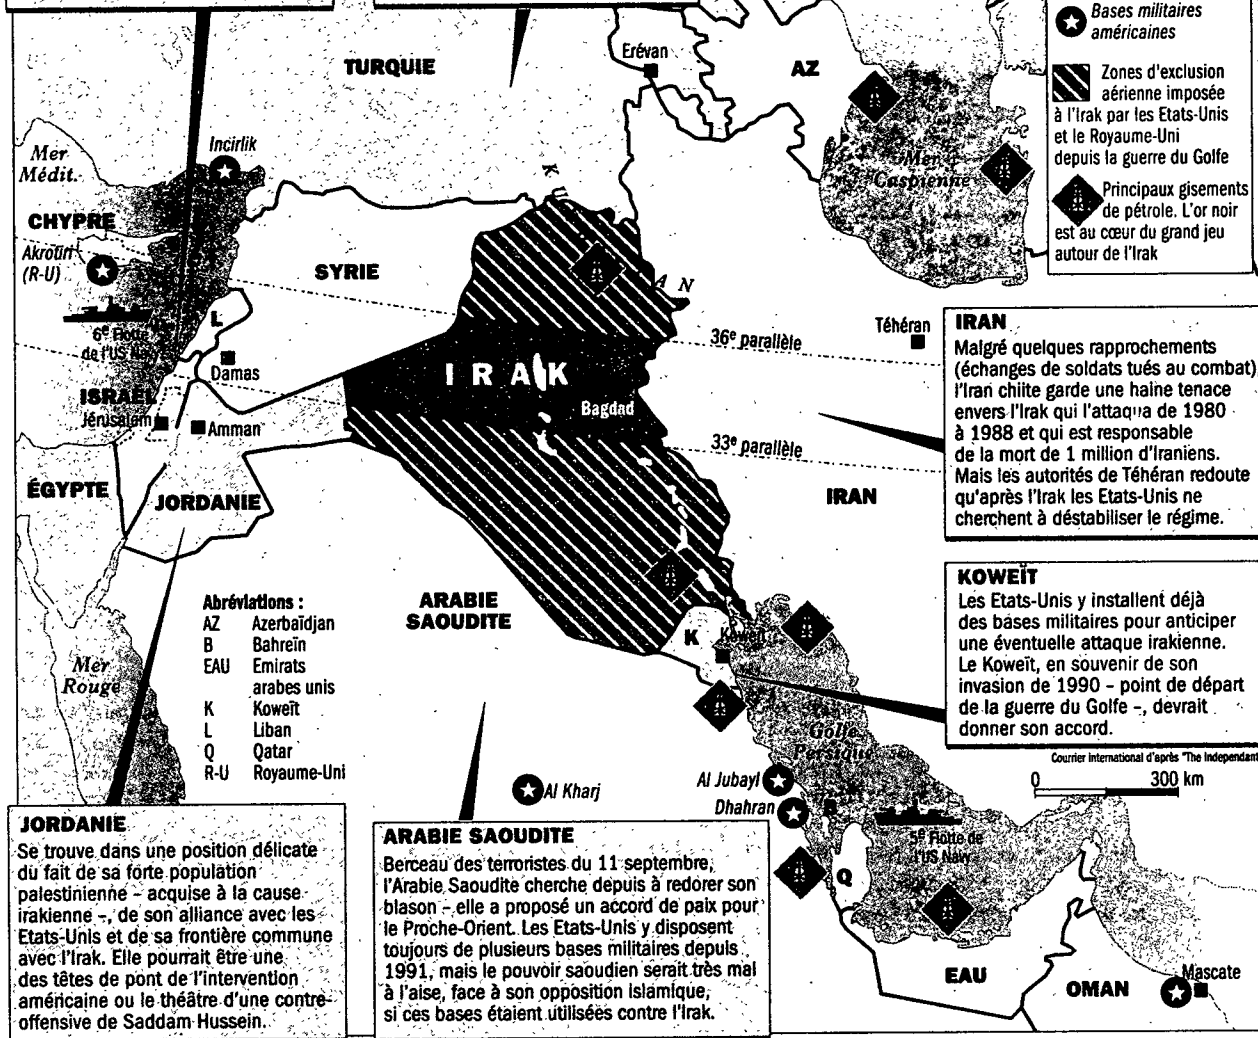 Bases militaires
américaines
Zones d'exclusion
aérienne imposée
à l'Irak par les Etats-Unis
et le Royaume-Uni
depuis la guerre du Golfe
Principaux gisements
de pétrole. L'or noir
est au cœur du grand jeu
autour de l'Irak
TURQUIE
Erévan
AZ
Mer
Médit.
Incirlik
Mer
Caspienne
CHYPRE
Akrotiri
(R-U)
SYRIE
K U
A N
6e Flotte
de l'US Navy
L
Damas
36e parallèle
Téhéran
I R A K
Bagdad
ISRAËL
Jérusalem
Amman
33e parallèle
ÉGYPTE
JORDANIE
IRAN
IRAN
Malgré quelques rapprochements
(échanges de soldats tués au combat)
l'Iran chiite garde une haine tenace
envers l'Irak qui l'attaqua de 1980
à 1988 et qui est responsable
de la mort de 1 million d'Iraniens.
Mais les autorités de Téhéran redoute
qu'après l'Irak les Etats-Unis ne
cherchent à déstabiliser le régime.
KOWEÏT
Les Etats-Unis y installent déjà
des bases militaires pour anticiper
une éventuelle attaque irakienne.
Le Koweït, en souvenir de son
invasion de 1990 – point de départ
de la guerre du Golfe –, devrait
donner son accord.
Courrier international d'après "The Independant
0 300 km
ARABIE
SAOUDITE
K
Koweït
Mer
Rouge
Abréviations :
AZ Azerbaïdjan
B Bahreïn
EAU Emirats
arabes unis
K Koweït
L Liban
Q Qatar
R-U Royaume-Uni
Golfe
Persique
Al Kharj
Al Jubayl
Dhahran
B
5e Flotte de
l'US Navy
Q
EAU
OMAN
Mascate
JORDANIE
Se trouve dans une position délicate
du fait de sa forte population
palestinienne – acquise à la cause
irakienne –, de son alliance avec les
Etats-Unis et de sa frontière commune
avec l'Irak. Elle pourrait être une
des têtes de pont de l'intervention
américaine ou le théâtre d'une contre-
offensive de Saddam Hussein.
ARABIE SAOUDITE
Berceau des terroristes du 11 septembre,
l'Arabie Saoudite cherche depuis à redorer son
blason – elle a proposé un accord de paix pour
le Proche-Orient. Les Etats-Unis y disposent
toujours de plusieurs bases militaires depuis
1991, mais le pouvoir saoudien serait très mal
à l'aise, face à son opposition islamique,
si ces bases étaient utilisées contre l'Irak.